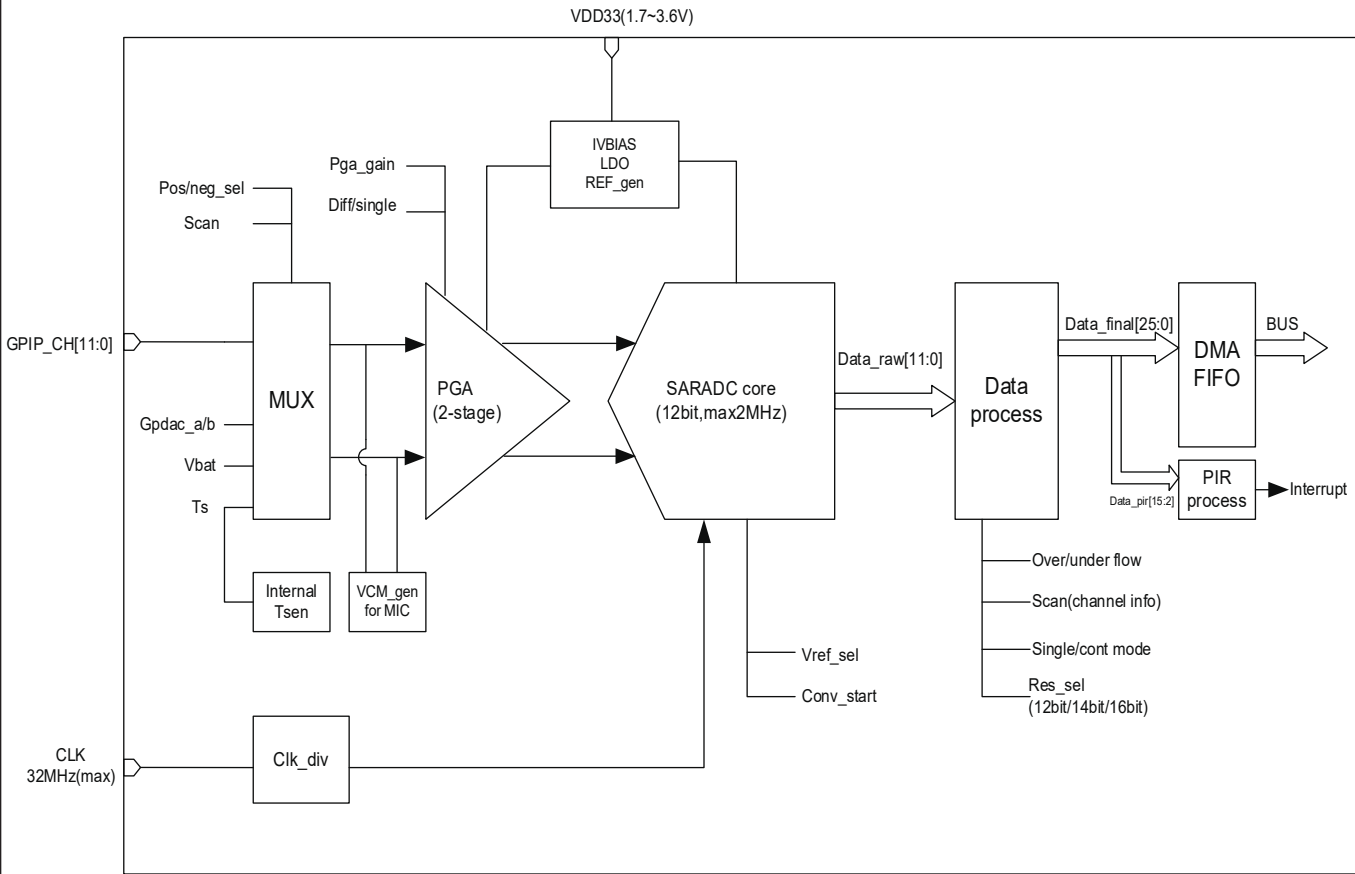 VDD33(1.7~3.6V)
IVBIAS
LDO
REF_gen
Pga_gain
Diff/single
Pos/neg_sel
Scan
GPIP_CH[11:0]
MUX
Gpdac_a/b
Vbat
Ts
Internal
Tsen
VCM_gen
for MIC
PGA
(2-stage)
SARADC core
(12bit,max2MHz)
Data_raw[11:0]
Data
process
Data_final[25:0]
DMA
FIFO
BUS
Data_pir[15:2]
PIR
process
Interrupt
Over/under flow
Scan(channel info)
Single/cont mode
Res_sel
(12bit/14bit/16bit)
Vref_sel
Conv_start
CLK
32MHz(max)
Clk_div